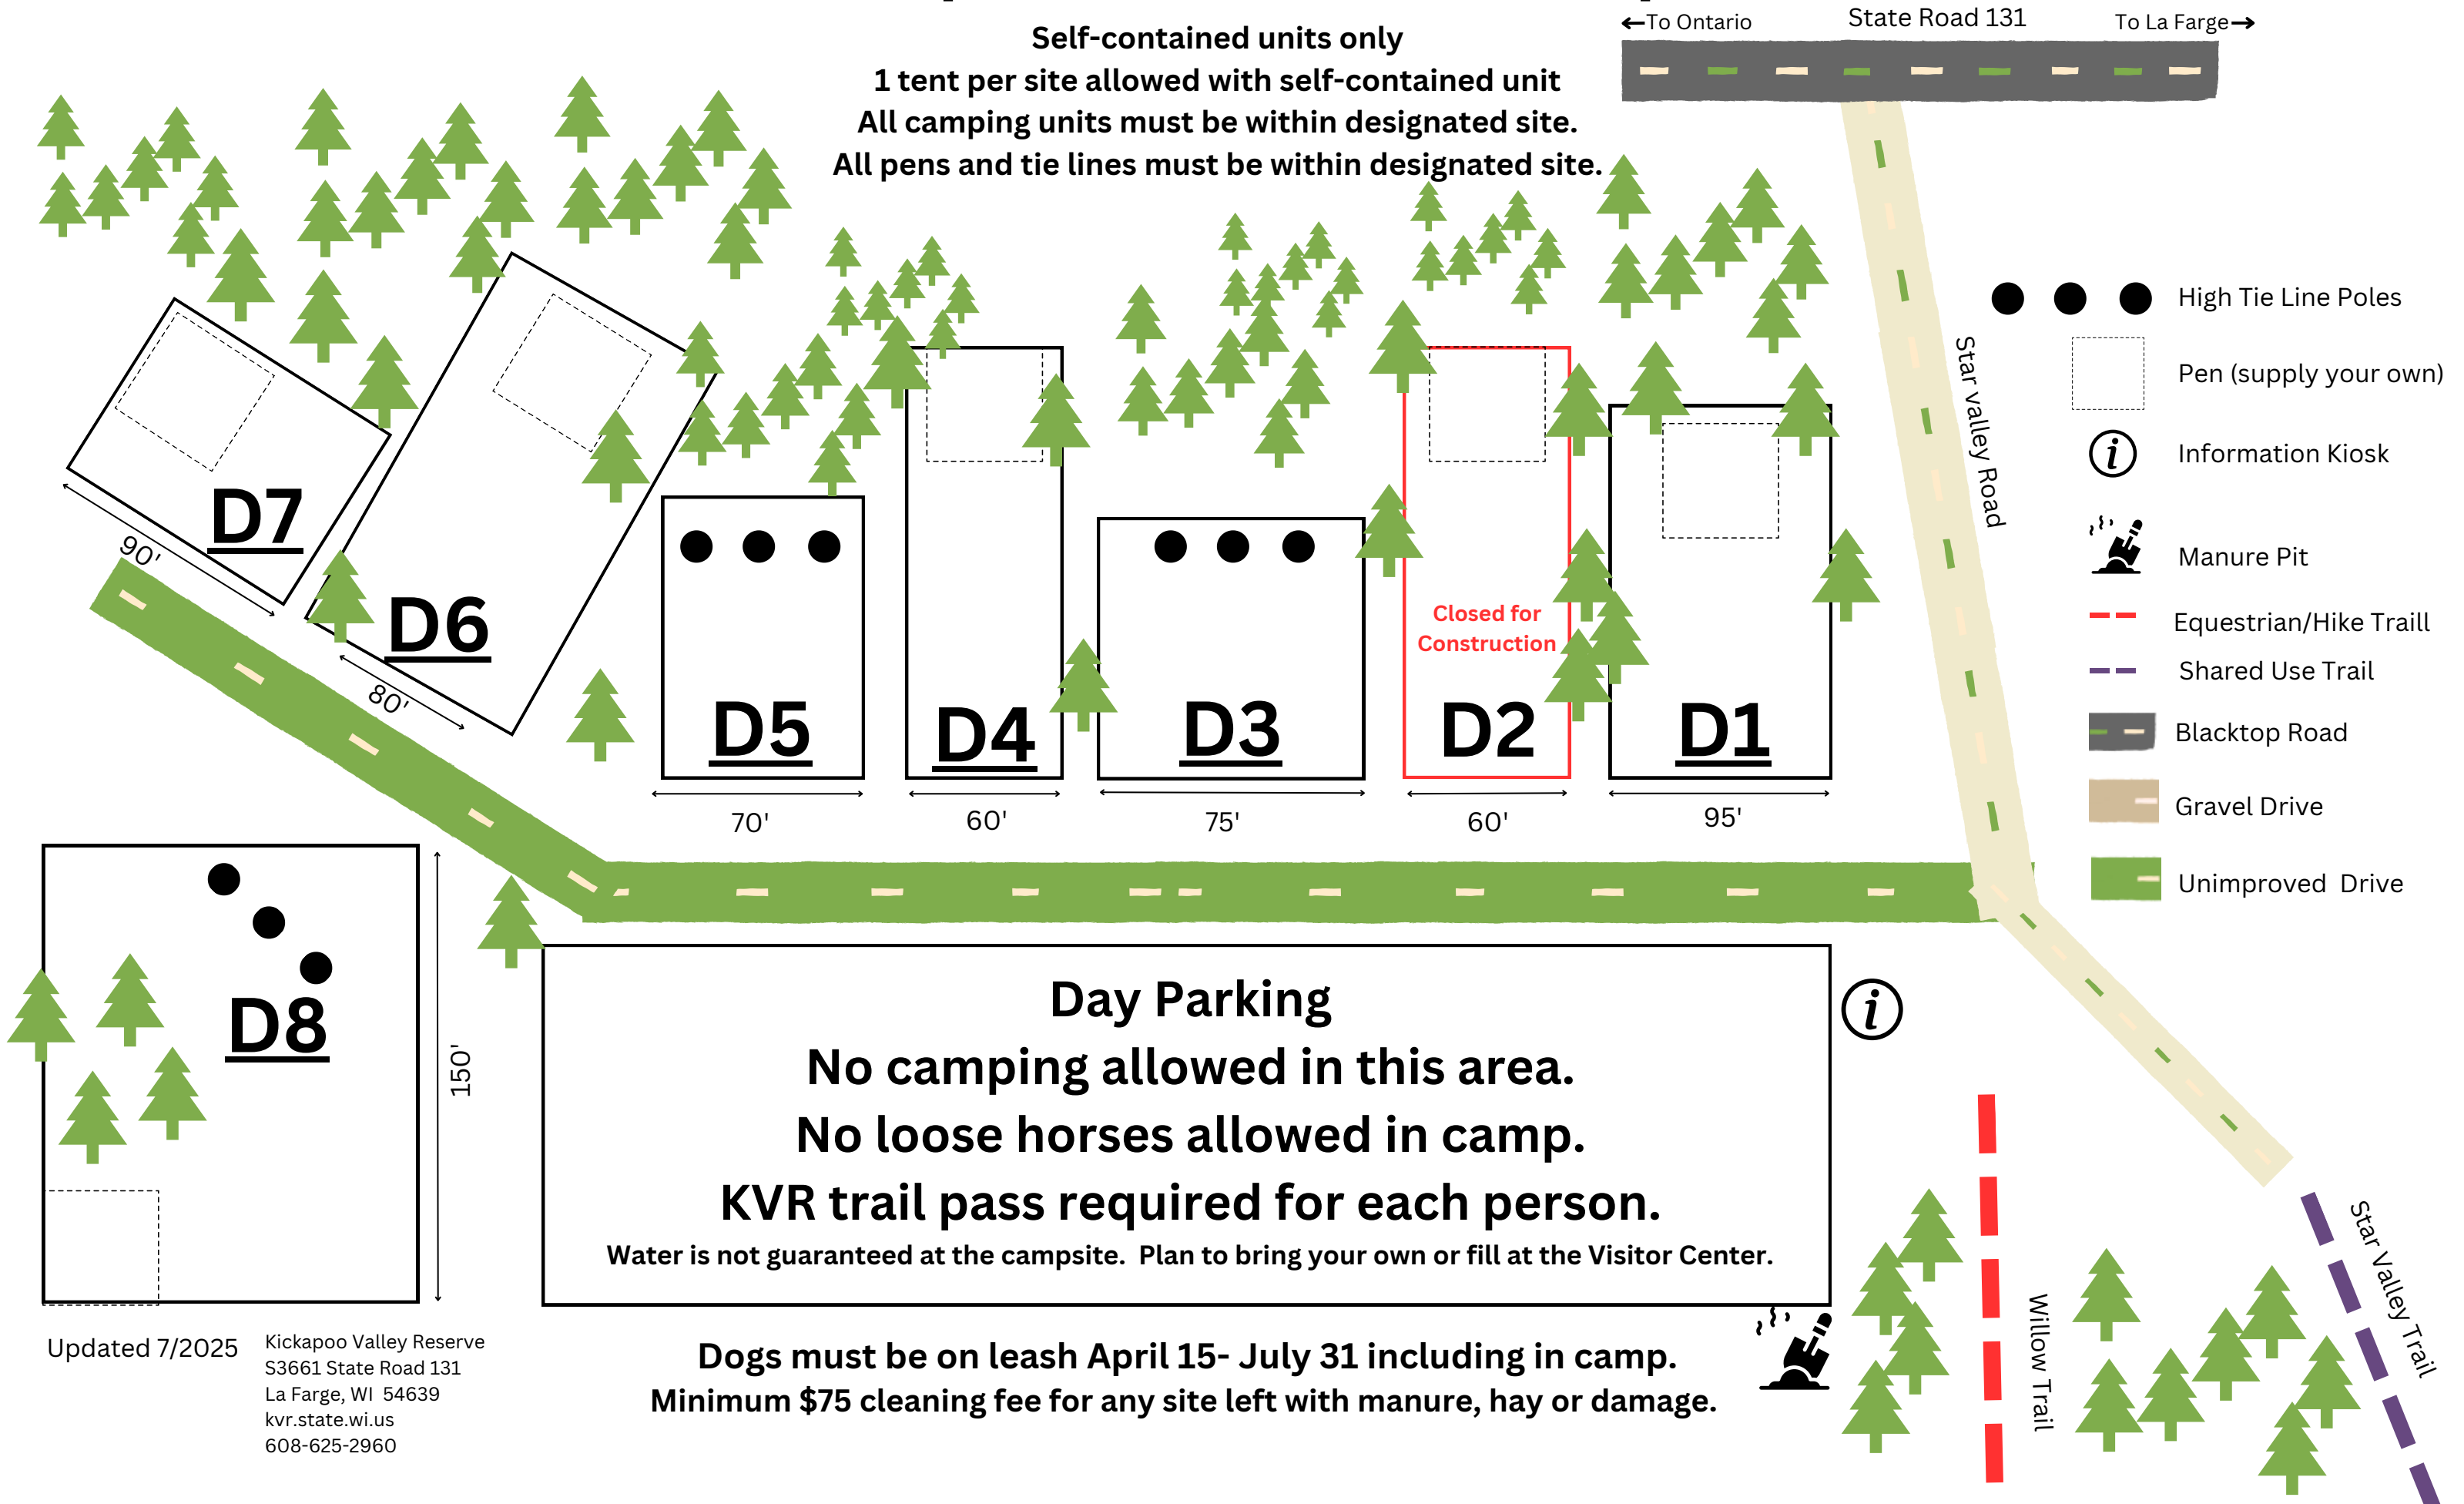 Self-contained units only
1 tent per site allowed with self-contained unit
All camping units must be within designated site.
All pens and tie lines must be within designated site.
←To Ontario
State Road 131
To La Farge→
Star valley Road
High Tie Line Poles
Pen (supply your own)
Information Kiosk
Manure Pit
Equestrian/Hike Traill
Shared Use Trail
Blacktop Road
Gravel Drive
Unimproved  Drive
D7
90'
D6
80'
D5
70'
D4
60'
D3
75'
Closed for
Construction
D2
60'
D1
95'
D8
150'
Day Parking
No camping allowed in this area.
No loose horses allowed in camp.
KVR trail pass required for each person.
Water is not guaranteed at the campsite.  Plan to bring your own or fill at the Visitor Center.
Dogs must be on leash April 15- July 31 including in camp.
Minimum $75 cleaning fee for any site left with manure, hay or damage.
Willow Trail
Star Valley Trail
Updated 7/2025
Kickapoo Valley Reserve
S3661 State Road 131
La Farge, WI  54639
kvr.state.wi.us
608-625-2960